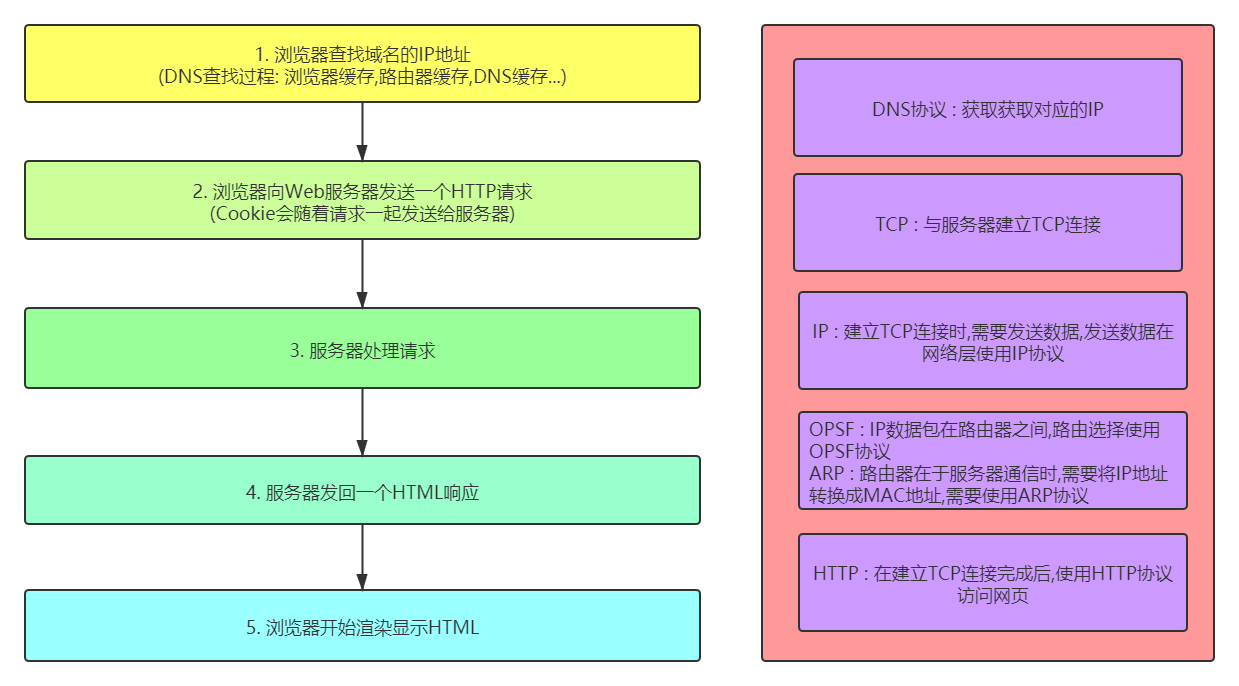 1. 浏览器查找域名的IP地址
(DNS查找过程: 浏览器缓存,路由器缓存,DNS缓存...)
2. 浏览器向Web服务器发送一个HTTP请求
(Cookie会随着请求一起发送给服务器)
3. 服务器处理请求
4. 服务器发回一个HTML响应
5. 浏览器开始渲染显示HTML
DNS协议 : 获取获取对应的IP
TCP : 与服务器建立TCP连接
IP : 建立TCP连接时,需要发送数据,发送数据在
网络层使用IP协议
OPSF : IP数据包在路由器之间,路由选择使用
OPSF协议
ARP : 路由器在于服务器通信时,需要将IP地址
转换成MAC地址,需要使用ARP协议
HTTP : 在建立TCP连接完成后,使用HTTP协议
访问网页